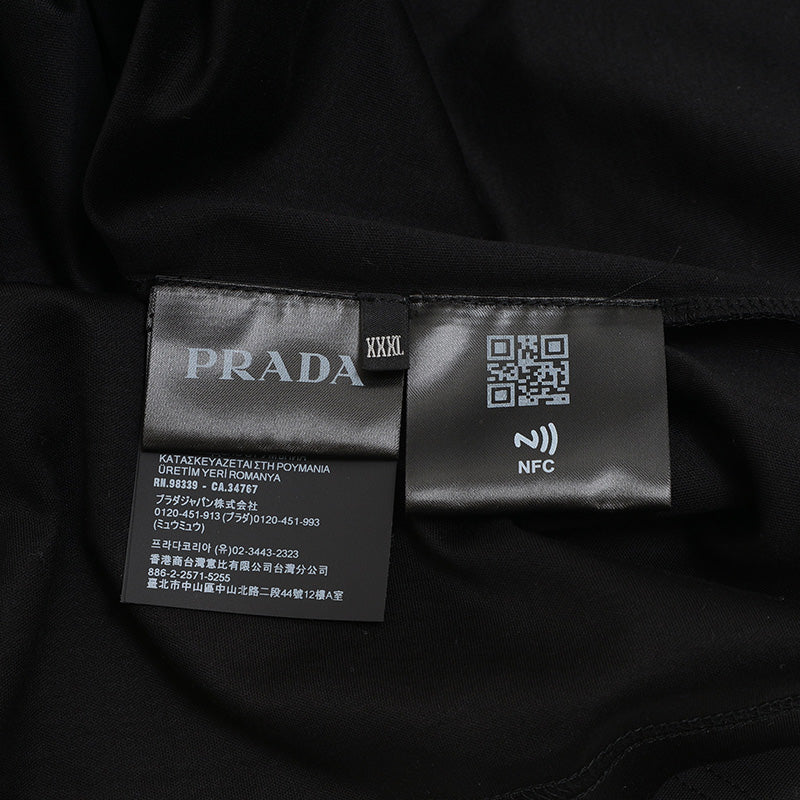 PRADA
XXXL
NFC
ΚΑΤΑΣΚΕΥΑΖΕΤΑΙ ΣΤΗ ΡΟΥΜΑΝΙΑ
ÜRETİM YERİ ROMANYA
RN.98339 - CA.34767
プラダジャパン株式会社
0120-451-913 (プラダ)0120-451-993
(ミュウミュウ)
프라다코리아 (유)02-3443-2323
香港商台灣意比有限公司台灣分公司
886-2-2571-5255
臺北市中山區中山北路二段44號12樓A室